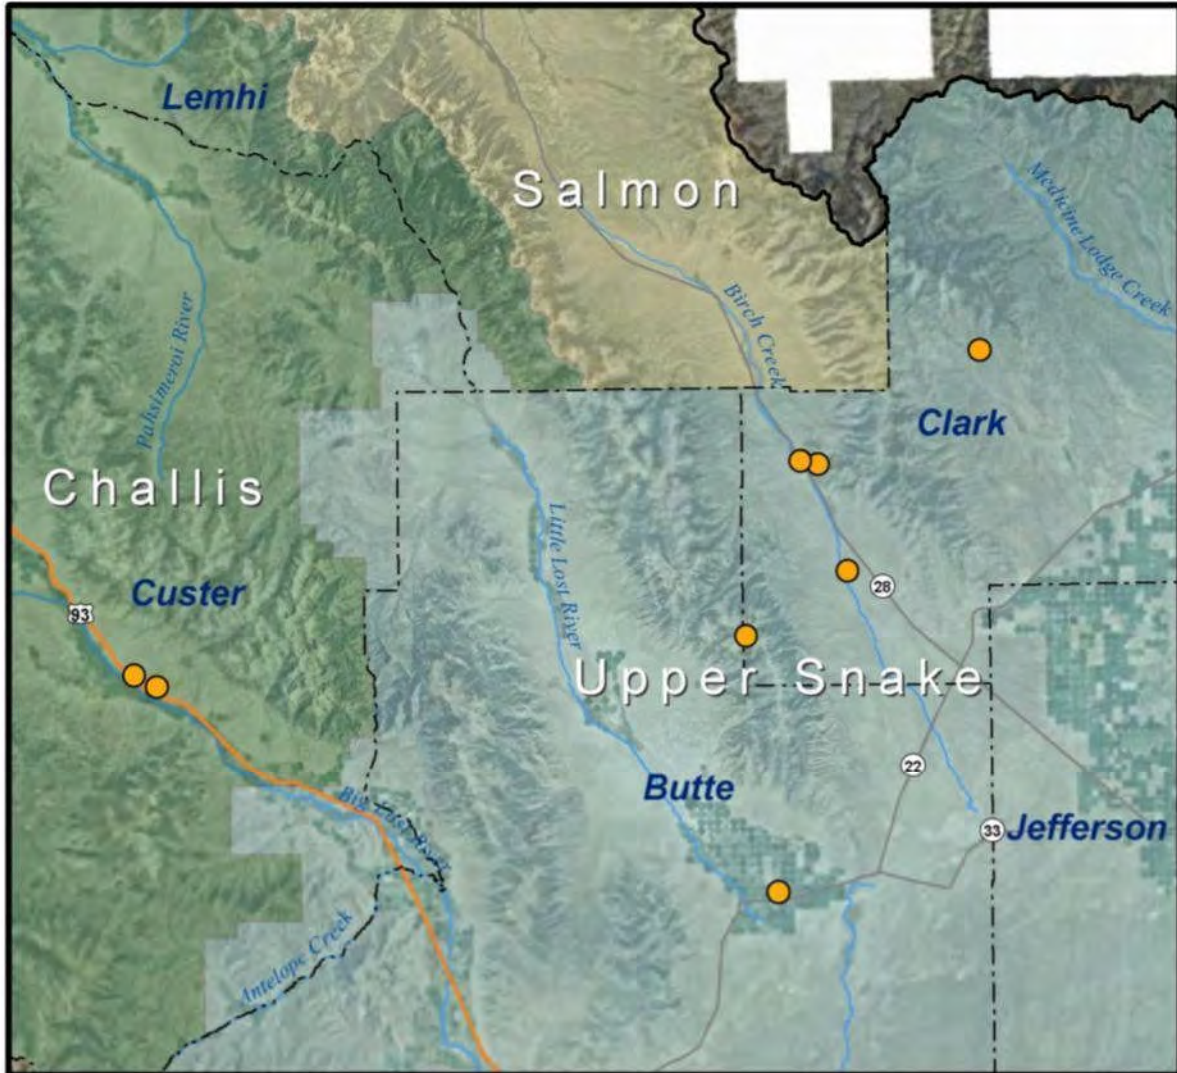 Lemhi
Salmon
Medicine Lodge Creek
Birch Creek
Pahsimeroi River
Clark
Challis
Little Lost River
Custer
93
28
Upper Snake
22
Butte
Big Lost River
33
Jefferson
Antelope Creek